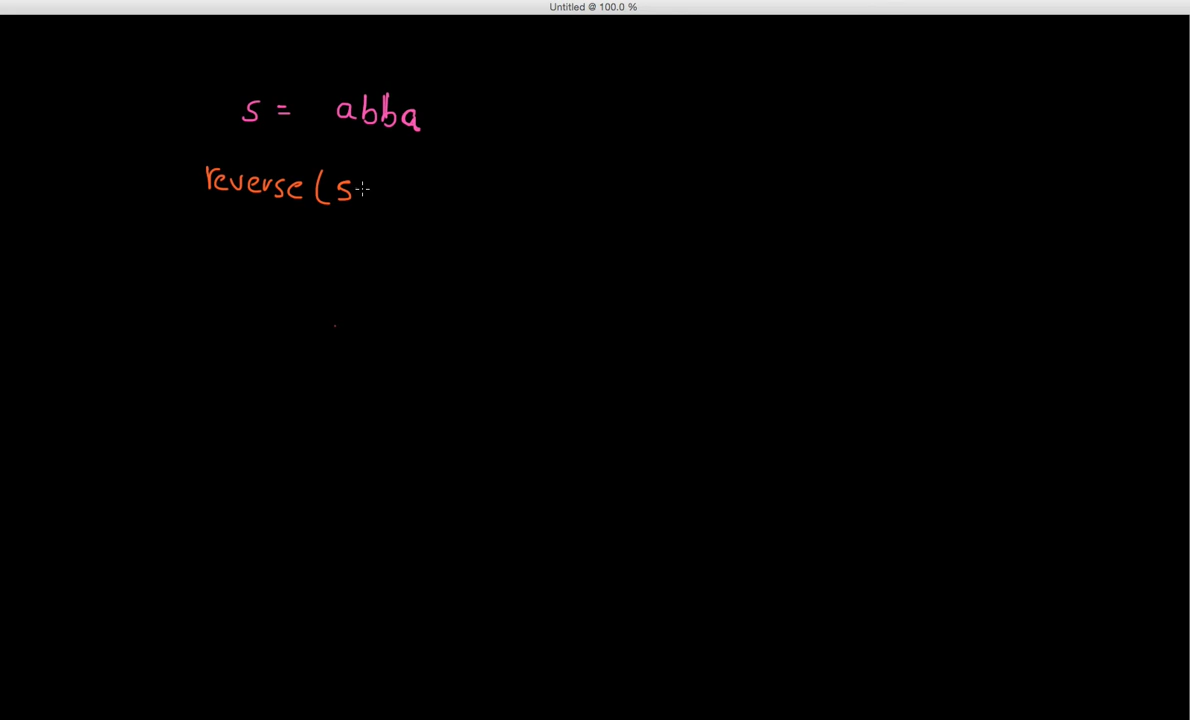 Untitled @ 100.0 %
s = abba
reverse (s